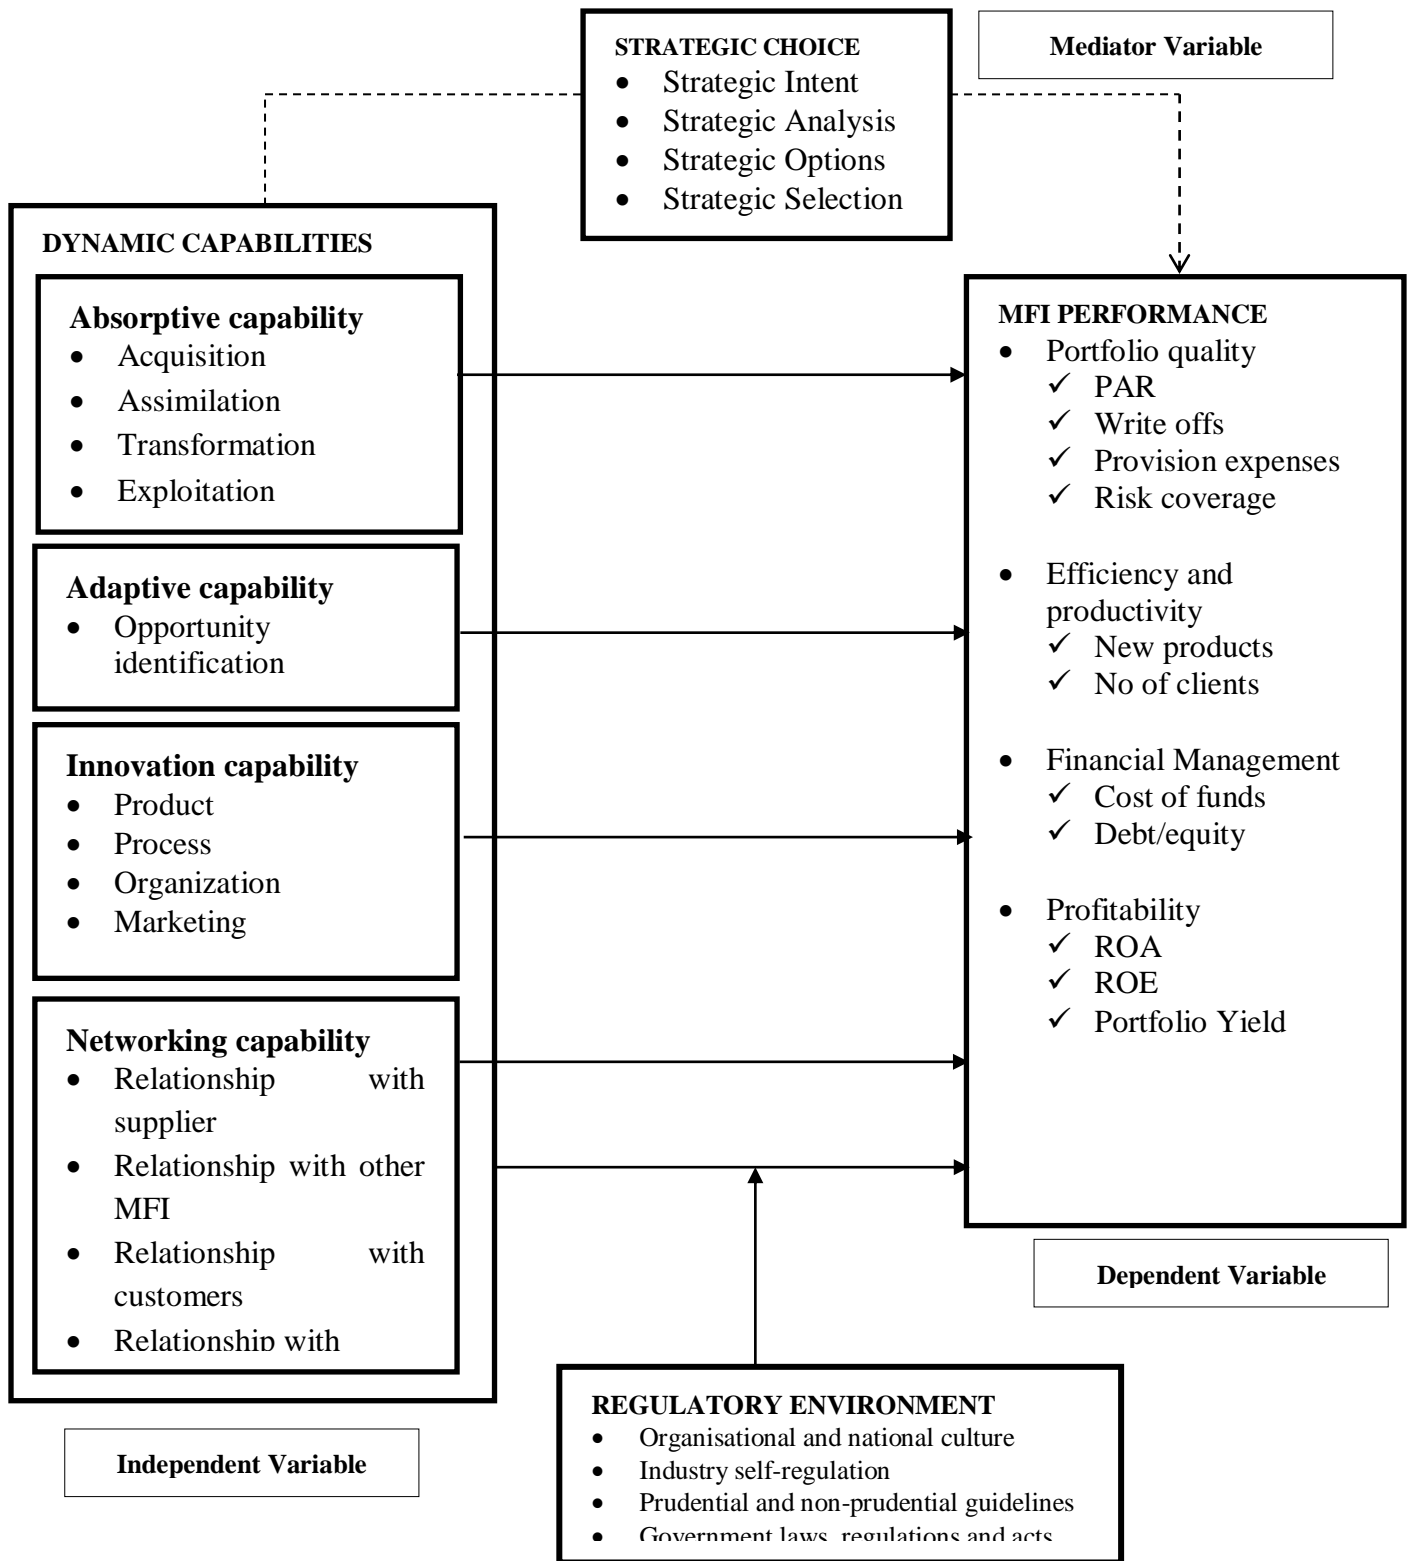 STRATEGIC CHOICE
• Strategic Intent
• Strategic Analysis
• Strategic Options
• Strategic Selection
Mediator Variable
DYNAMIC CAPABILITIES
Absorptive capability
• Acquisition
• Assimilation
• Transformation
• Exploitation
Adaptive capability
• Opportunity
identification
Innovation capability
• Product
• Process
• Organization
• Marketing
Networking capability
• Relationship with
supplier
• Relationship with other
MFI
• Relationship with
customers
• Relationship with
Independent Variable
MFI PERFORMANCE
• Portfolio quality
✓ PAR
✓ Write offs
✓ Provision expenses
✓ Risk coverage
• Efficiency and
productivity
✓ New products
✓ No of clients
• Financial Management
✓ Cost of funds
✓ Debt/equity
• Profitability
✓ ROA
✓ ROE
✓ Portfolio Yield
Dependent Variable
REGULATORY ENVIRONMENT
• Organisational and national culture
• Industry self-regulation
• Prudential and non-prudential guidelines
• Government laws, regulations and acts